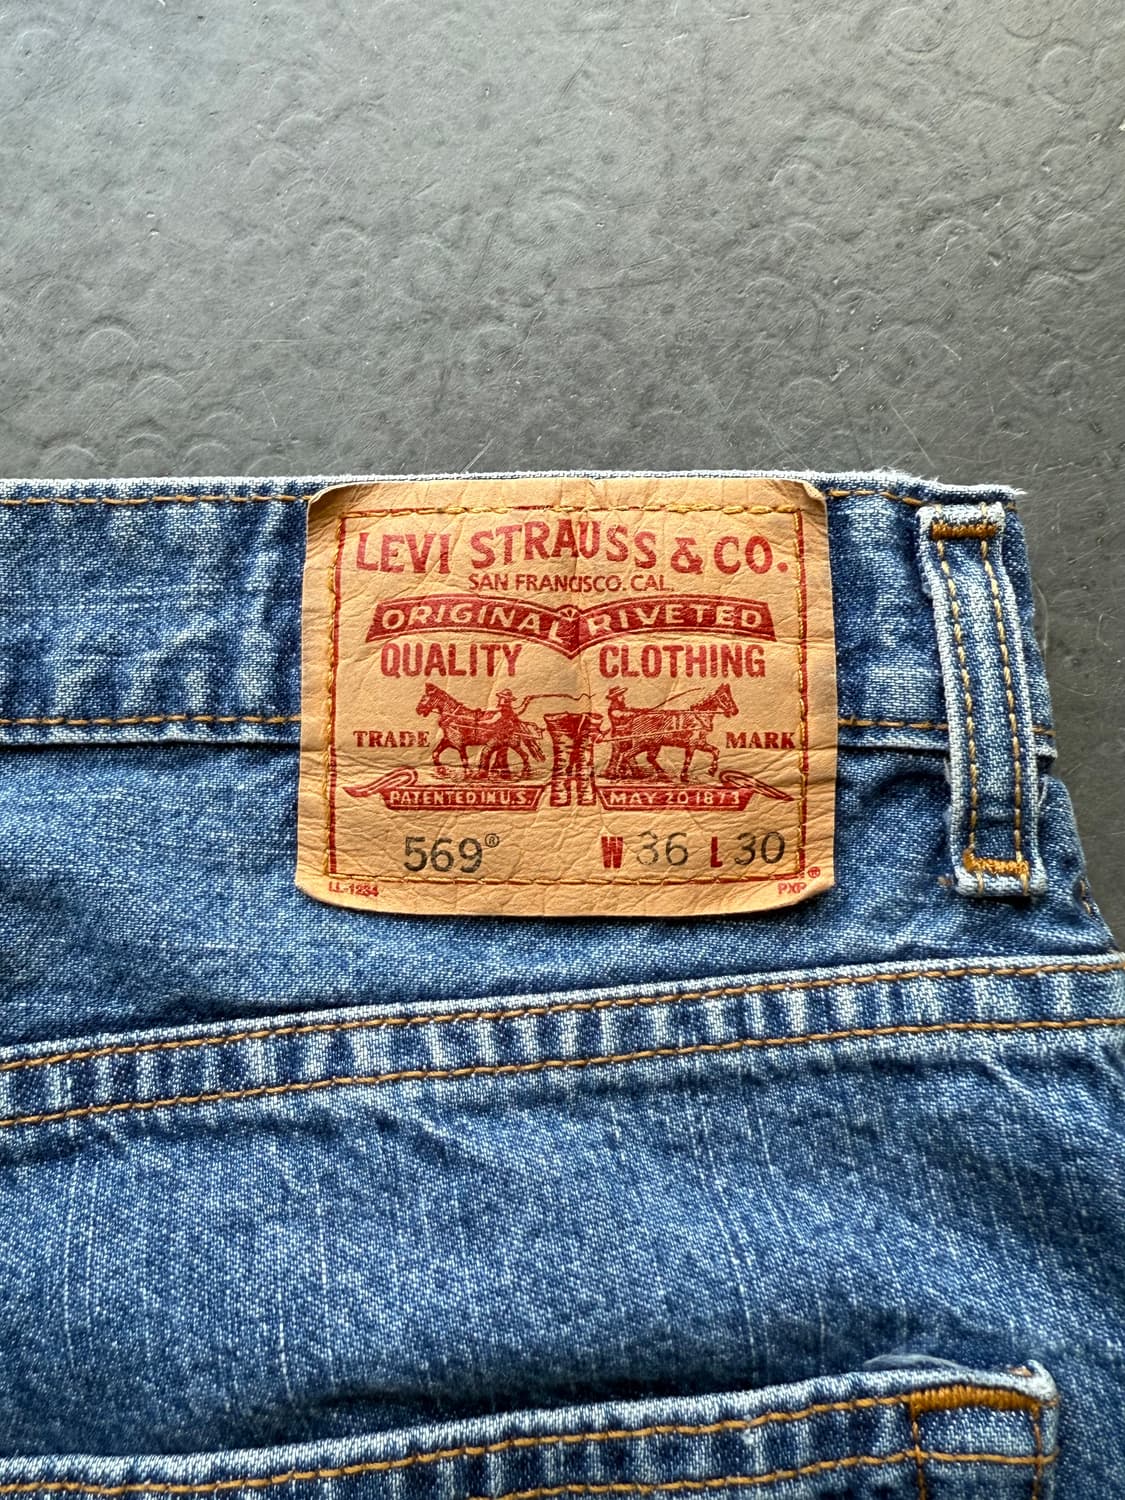 LEVI STRAUSS & CO.
SAN FRANCISCO. CAL.
ORIGINAL RIVETED
QUALITY CLOTHING
TRADE MARK
PATENTED IN U.S. MAY 20 1873
569® W 36 L 30
LL-1234 PXP ®